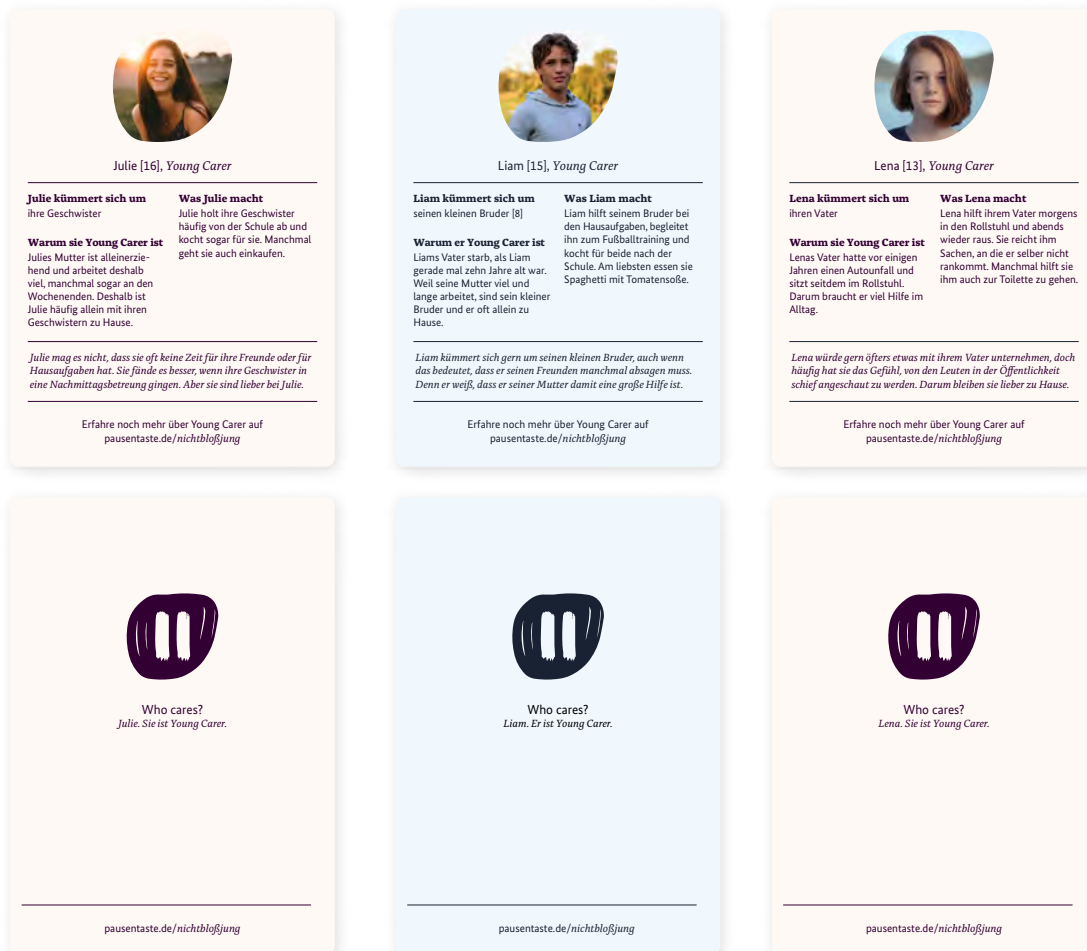 Julie [16], Young Carer
Julie kümmert sich um
ihre Geschwister
Warum sie Young Carer ist
Julies Mutter ist alleinerzie-
hend und arbeitet deshalb
viel, manchmal sogar an den
Wochenenden. Deshalb ist
Julie häufig allein mit ihren
Geschwistern zu Hause.
Was Julie macht
Julie holt ihre Geschwister
häufig von der Schule ab und
kocht sogar für sie. Manchmal
geht sie auch einkaufen.
Julie mag es nicht, dass sie oft keine Zeit für ihre Freunde oder für
Hausaufgaben hat. Sie fände es besser, wenn ihre Geschwister in
eine Nachmittagsbetreung gingen. Aber sie sind lieber bei Julie.
Erfahre noch mehr über Young Carer auf
pausentaste.de/nichtbloßjung
Liam [15], Young Carer
Liam kümmert sich um
seinen kleinen Bruder [8]
Warum er Young Carer ist
Liams Vater starb, als Liam
gerade mal zehn Jahre alt war.
Weil seine Mutter viel und
lange arbeitet, sind sein kleiner
Bruder und er oft allein zu
Hause.
Was Liam macht
Liam hilft seinem Bruder bei
den Hausaufgaben, begleitet
ihn zum Fußballtraining und
kocht für beide nach der
Schule. Am liebsten essen sie
Spaghetti mit Tomatensoße.
Liam kümmert sich gern um seinen kleinen Bruder, auch wenn
das bedeutet, dass er seinen Freunden manchmal absagen muss.
Denn er weiß, dass er seiner Mutter damit eine große Hilfe ist.
Erfahre noch mehr über Young Carer auf
pausentaste.de/nichtbloßjung
Lena [13], Young Carer
Lena kümmert sich um
ihren Vater
Warum sie Young Carer ist
Lenas Vater hatte vor einigen
Jahren einen Autounfall und
sitzt seitdem im Rollstuhl.
Darum braucht er viel Hilfe im
Alltag.
Was Lena macht
Lena hilft ihrem Vater morgens
in den Rollstuhl und abends
wieder raus. Sie reicht ihm
Sachen, an die er selber nicht
rankommt. Manchmal hilft sie
ihm auch zur Toilette zu gehen.
Lena würde gern öfters etwas mit ihrem Vater unternehmen, doch
häufig hat sie das Gefühl, von den Leuten in der Öffentlichkeit
schief angeschaut zu werden. Darum bleiben sie lieber zu Hause.
Erfahre noch mehr über Young Carer auf
pausentaste.de/nichtbloßjung
Who cares?
Julie. Sie ist Young Carer.
pausentaste.de/nichtbloßjung
Who cares?
Liam. Er ist Young Carer.
pausentaste.de/nichtbloßjung
Who cares?
Lena. Sie ist Young Carer.
pausentaste.de/nichtbloßjung